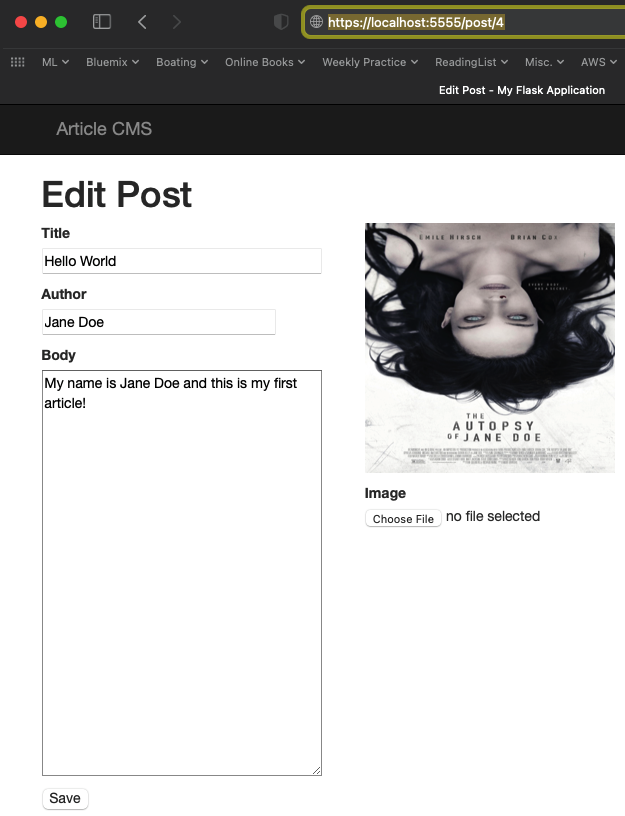 https://localhost:5555/post/4
ML Bluemix Boating Online Books Weekly Practice ReadingList Misc. AWS
Edit Post - My Flask Application
Article CMS
Edit Post
Title
Hello World
Author
Jane Doe
Body
My name is Jane Doe and this is my first
article!
Save
EMILE HIRSCH BRIAN COX
EVERY BODY
HAS A SECRET
THE
AUTOPSY
OF JANE DOE
Image
Choose File no file selected